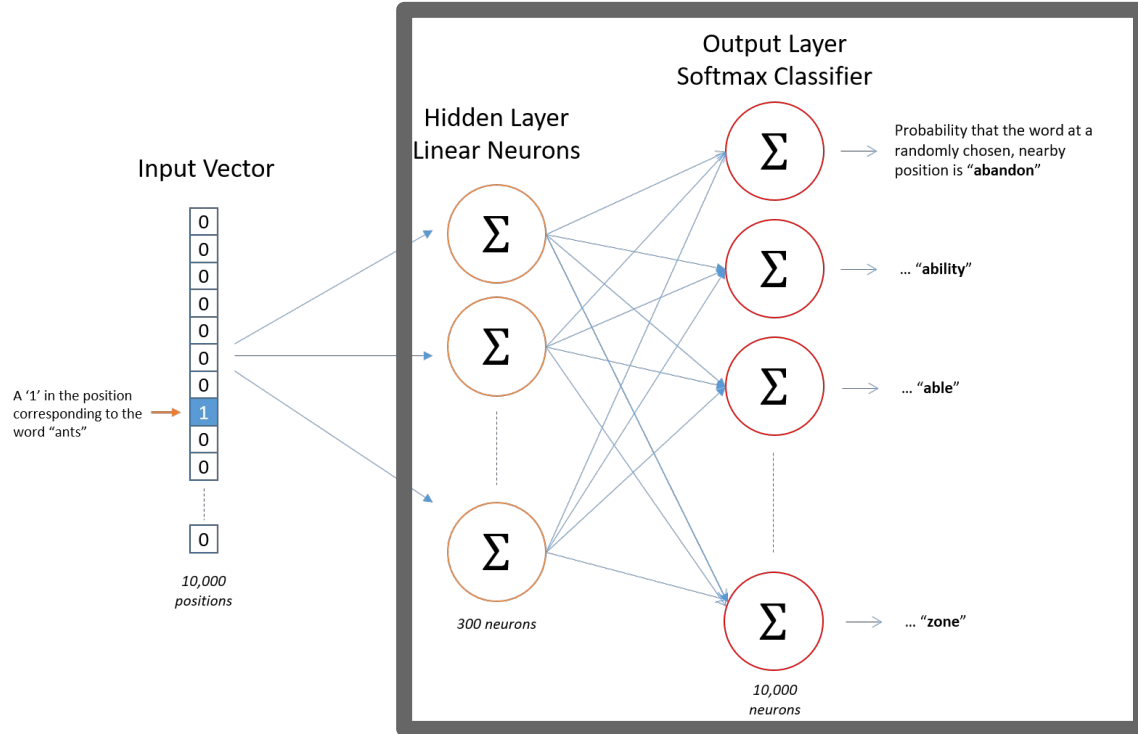 Input Vector
0
0
0
0
0
0
0
1
0
0
0
10,000
positions
A ‘1’ in the position
corresponding to the
word “ants”
Hidden Layer
Linear Neurons
Σ
Σ
Σ
300 neurons
Output Layer
Softmax Classifier
Σ
Σ
Σ
Σ
10,000
neurons
Probability that the word at a
randomly chosen, nearby
position is “abandon”
... “ability”
... “able”
... “zone”